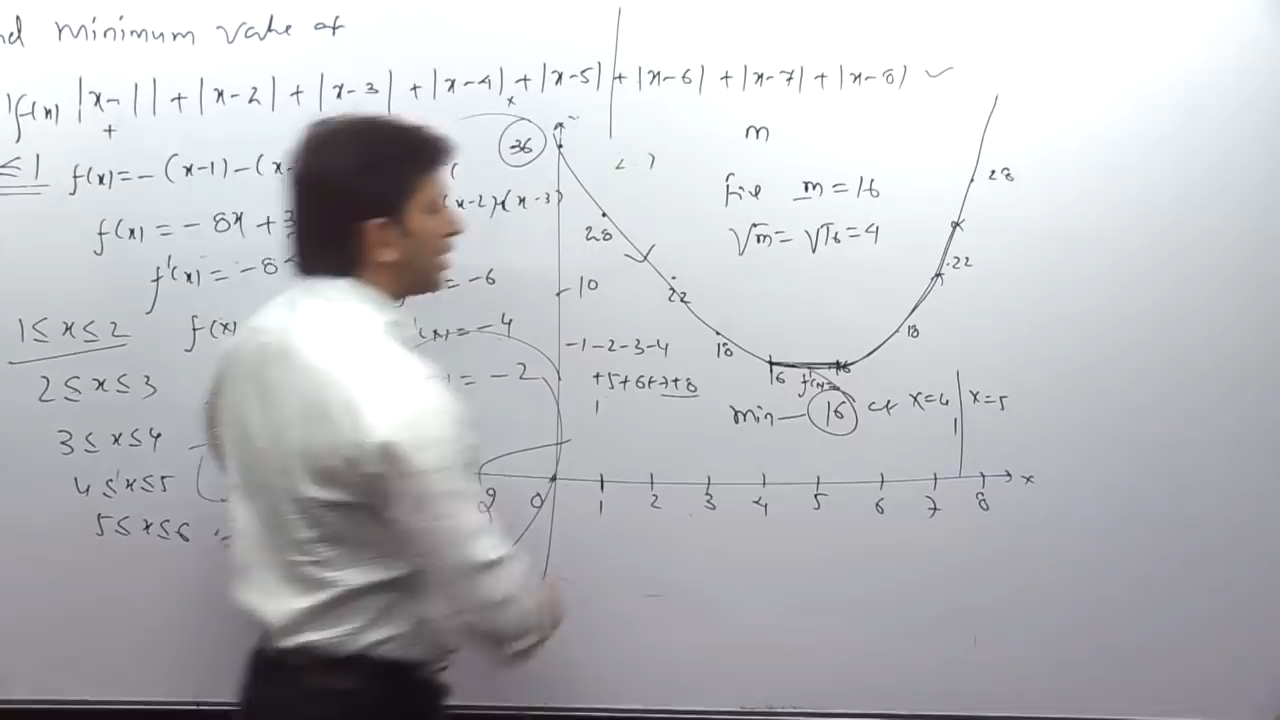 nd minimum value of
f(x) |x-1| + |x-2| + |x-3| + |x-4| + |x-5| + |x-6| + |x-7| + |x-8|
≤ 1 f(x) = - (x-1) - (x-
(x-2) (x-3)
f(x) = - 8x + 3
f'(x) = -8
= -6
1 ≤ x ≤ 2 f(x)
= -4
2 ≤ x ≤ 3
= -2
3 ≤ x ≤ 4
4 ≤ x ≤ 5
5 ≤ x ≤ 6
36
28
22
18
16
16
18
22
28
10
-1-2-3-4
+5+6+7+8
m
m = 16
√m = √16 = 4
min — 16 at x=4 | x=5
0 1 2 3 4 5 6 7 8 x